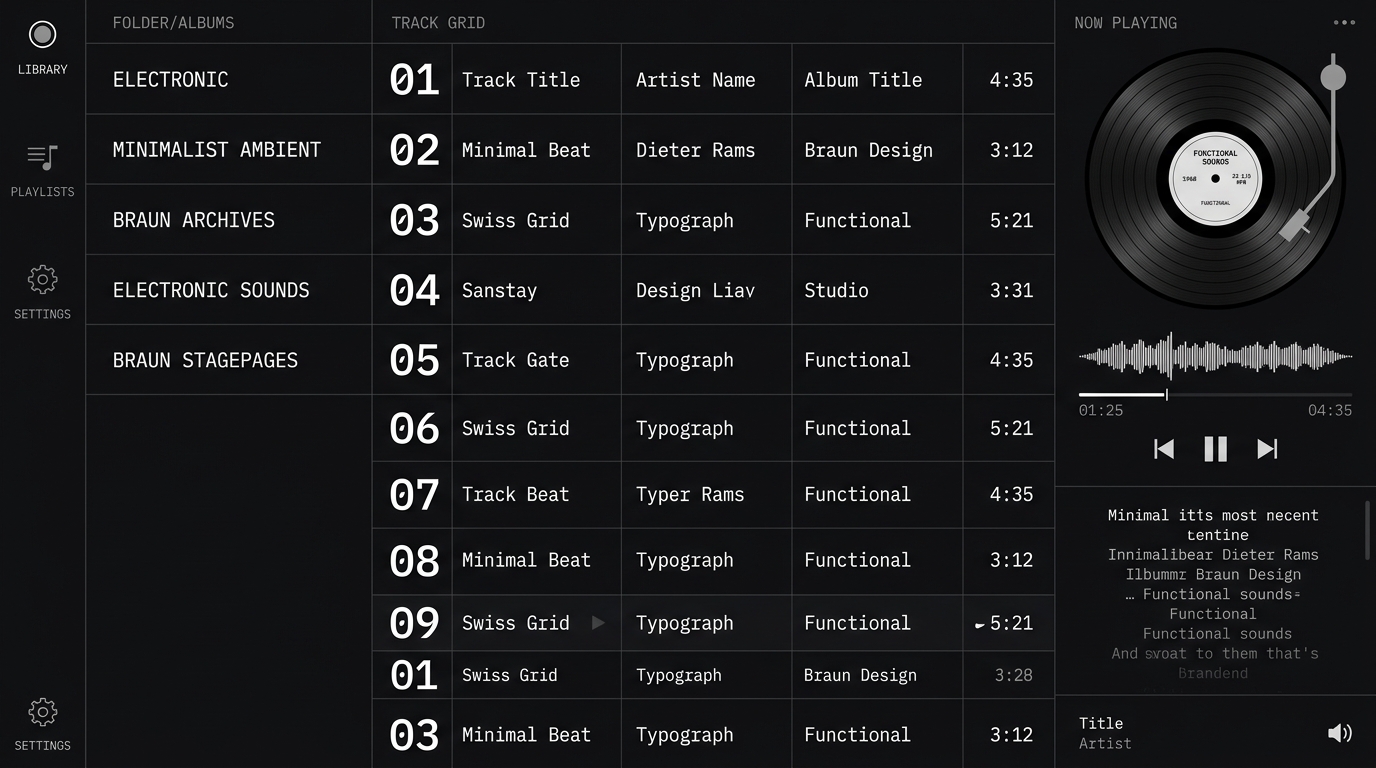 LIBRARY
PLAYLISTS
SETTINGS
SETTINGS
FOLDER/ALBUMS
ELECTRONIC
MINIMALIST AMBIENT
BRAUN ARCHIVES
ELECTRONIC SOUNDS
BRAUN STAGEPAGES
TRACK GRID
01 Track Title Artist Name Album Title 4:35
02 Minimal Beat Dieter Rams Braun Design 3:12
03 Swiss Grid Typograph Functional 5:21
04 Sanstay Design Liav Studio 3:31
05 Track Gate Typograph Functional 4:35
06 Swiss Grid Typograph Functional 5:21
07 Track Beat Typer Rams Functional 4:35
08 Minimal Beat Typograph Functional 3:12
09 Swiss Grid Typograph Functional 5:21
01 Swiss Grid Typograph Braun Design 3:28
03 Minimal Beat Typograph Functional 3:12
NOW PLAYING
1968
01:25 04:35
Minimal itts most necent
tentine
Innimalibear Dieter Rams
Ilbummr Braun Design
… Functional sounds
Functional
Functional sounds
And svoat to them that's
Brandend
Title
Artist